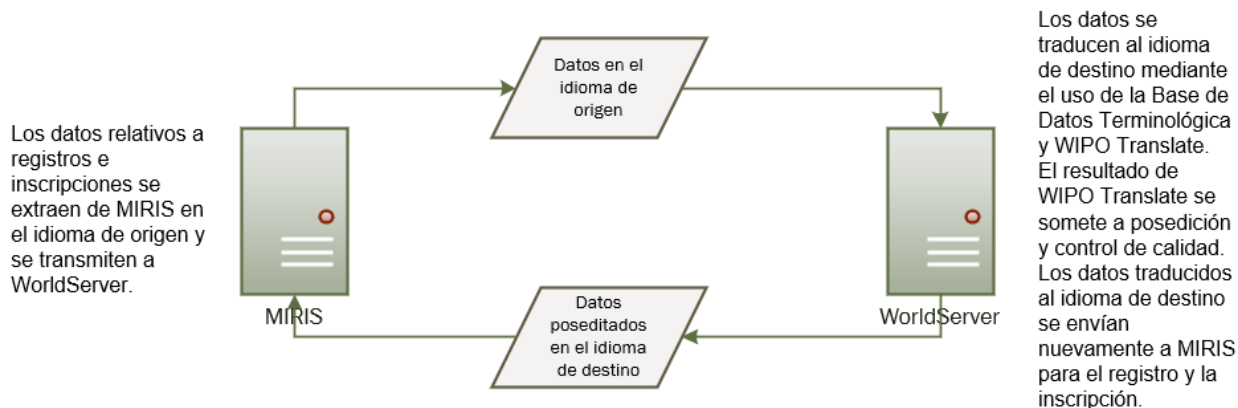 Los datos relativos a
registros e
inscripciones se
extraen de MIRIS en
el idioma de origen y
se transmiten a
WorldServer.
MIRIS
Datos en el
idioma de
origen
Datos
poseditados
en el idioma
de destino
WorldServer
Los datos se
traducen al idioma
de destino mediante
el uso de la Base de
Datos Terminológica
y WIPO Translate.
El resultado de
WIPO Translate se
somete a posedición
y control de calidad.
Los datos traducidos
al idioma de destino
se envían
nuevamente a MIRIS
para el registro y la
inscripción.